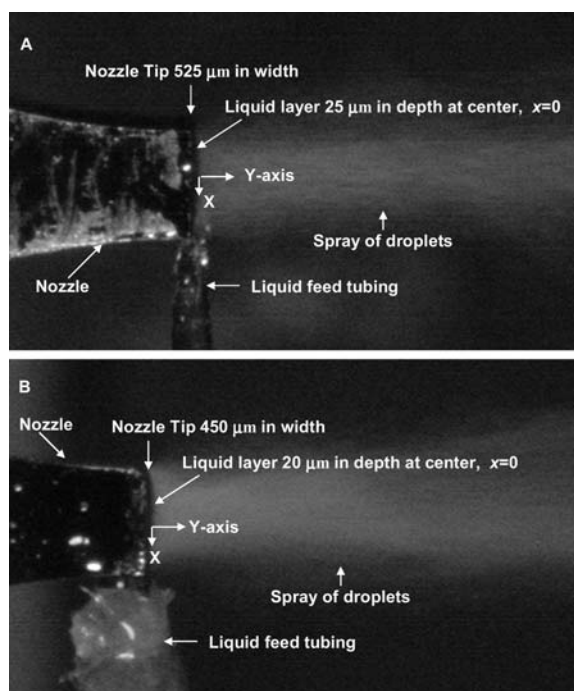 A
Nozzle Tip 525 µm in width
Liquid layer 25 µm in depth at center, x=0
Y-axis
X
Spray of droplets
Nozzle
Liquid feed tubing
B
Nozzle
Nozzle Tip 450 µm in width
Liquid layer 20 µm in depth at center, x=0
Y-axis
X
Spray of droplets
Liquid feed tubing